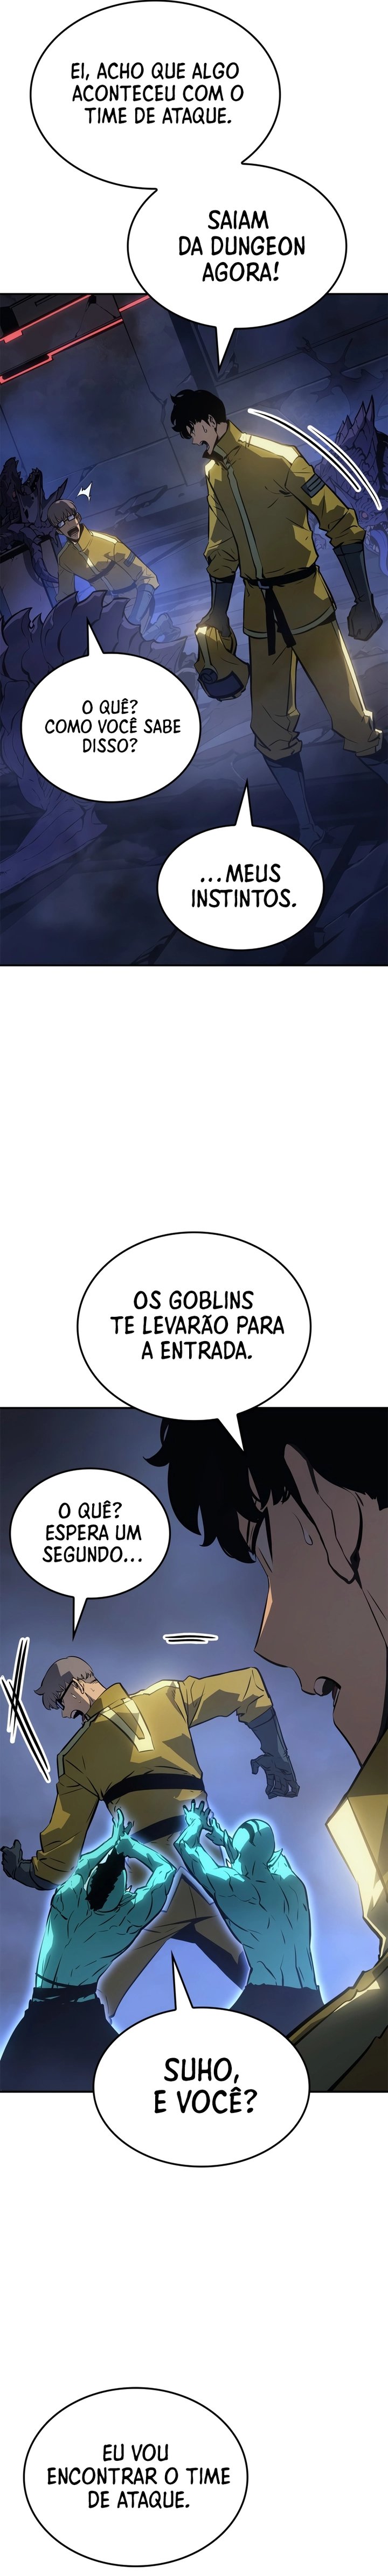 EI, ACHO QUE ALGO
ACONTECEU COM O
TIME DE ATAQUE.
SAIAM
DA DUNGEON
AGORA!
O QUÊ?
COMO VOCÊ SABE
DISSO?
...MEUS
INSTINTOS.
OS GOBLINS
TE LEVARÃO PARA
A ENTRADA.
O QUÊ?
ESPERA UM
SEGUNDO...
SUHO,
E VOCÊ?
EU VOU
ENCONTRAR O TIME
DE ATAQUE.